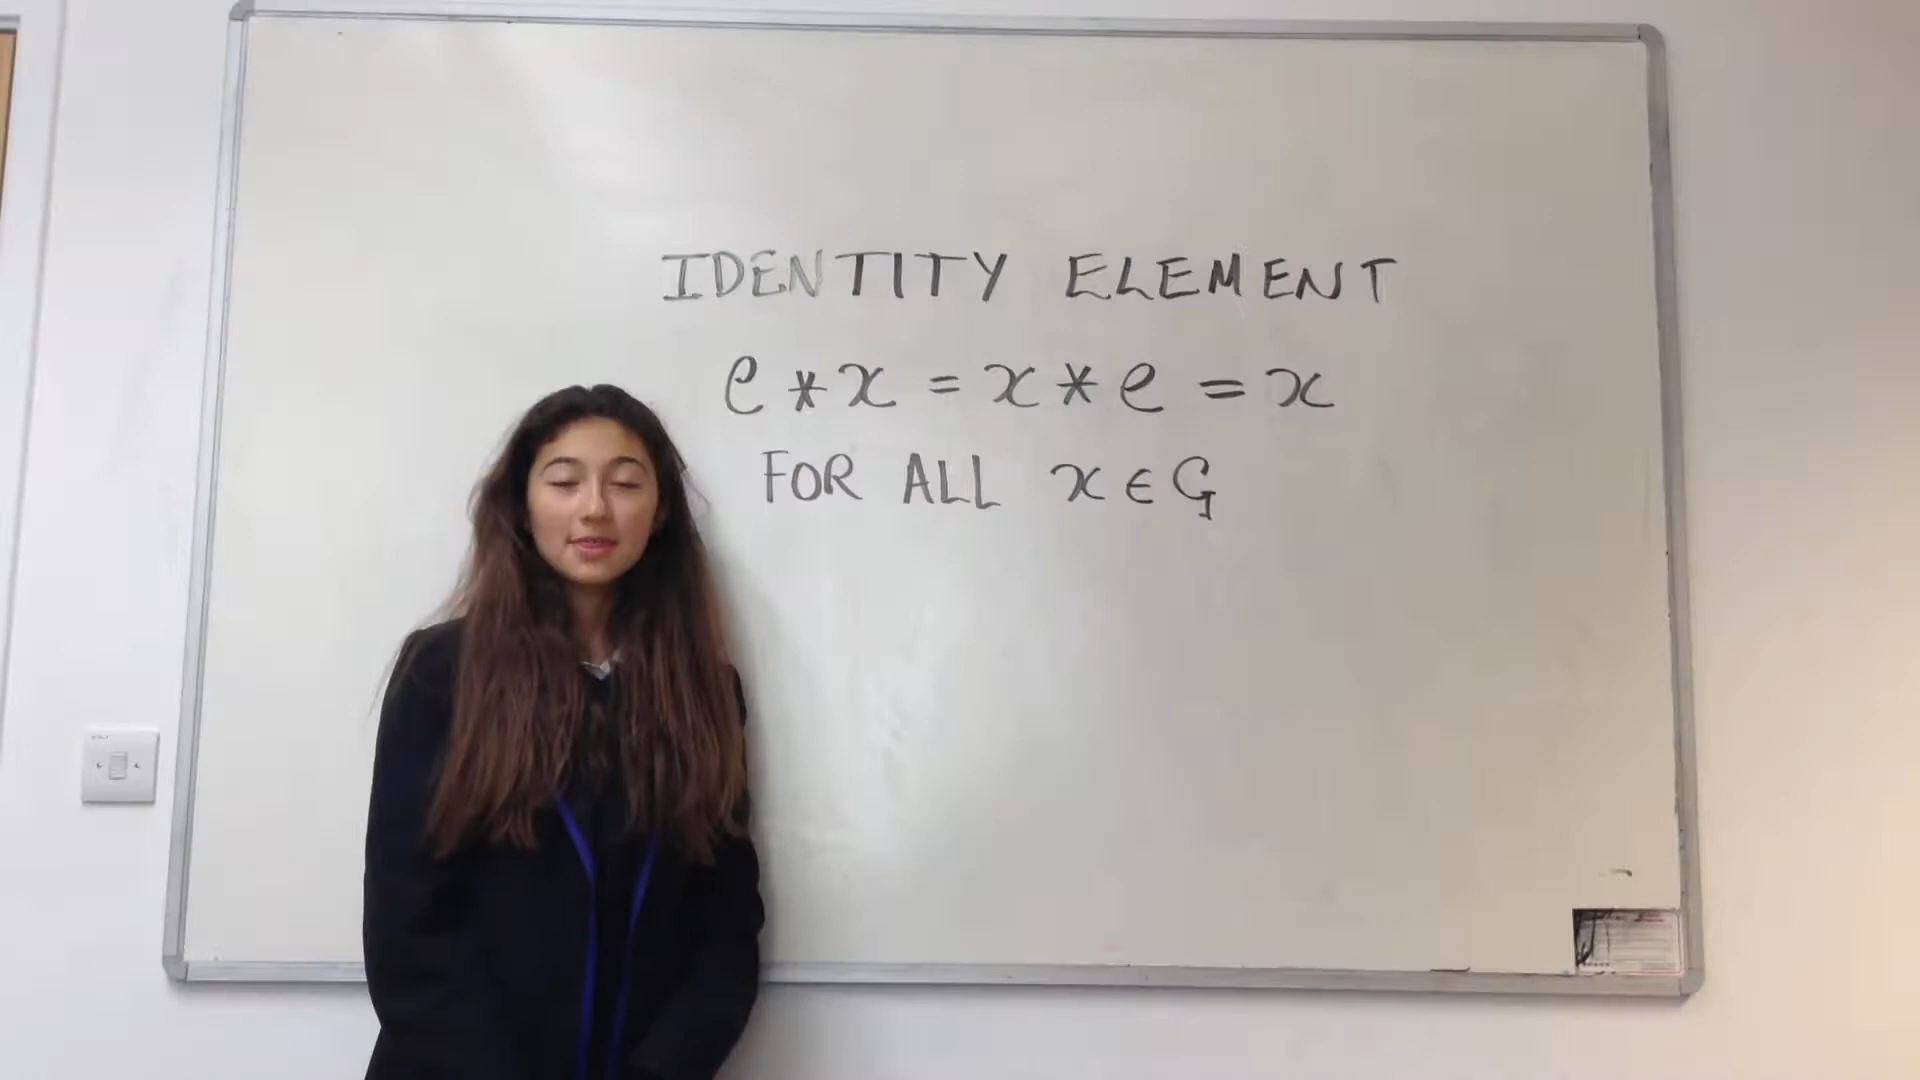 IDENTITY ELEMENT
e * x = x * e = x
FOR ALL x ∈ G